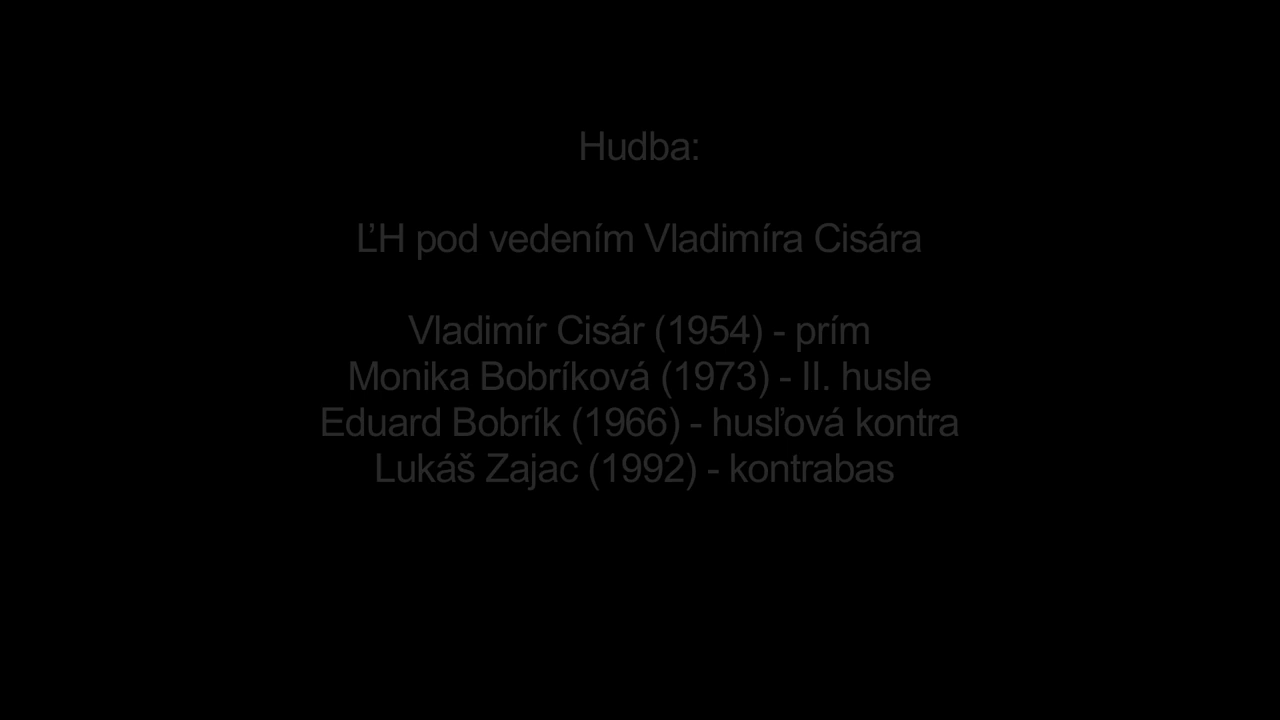 Hudba:
ĽH pod vedením Vladimíra Cisára
Vladimír Cisár (1954) - prím
Monika Bobríková (1973) - II. husle
Eduard Bobrík (1966) - husľová kontra
Lukáš Zajac (1992) - kontrabas